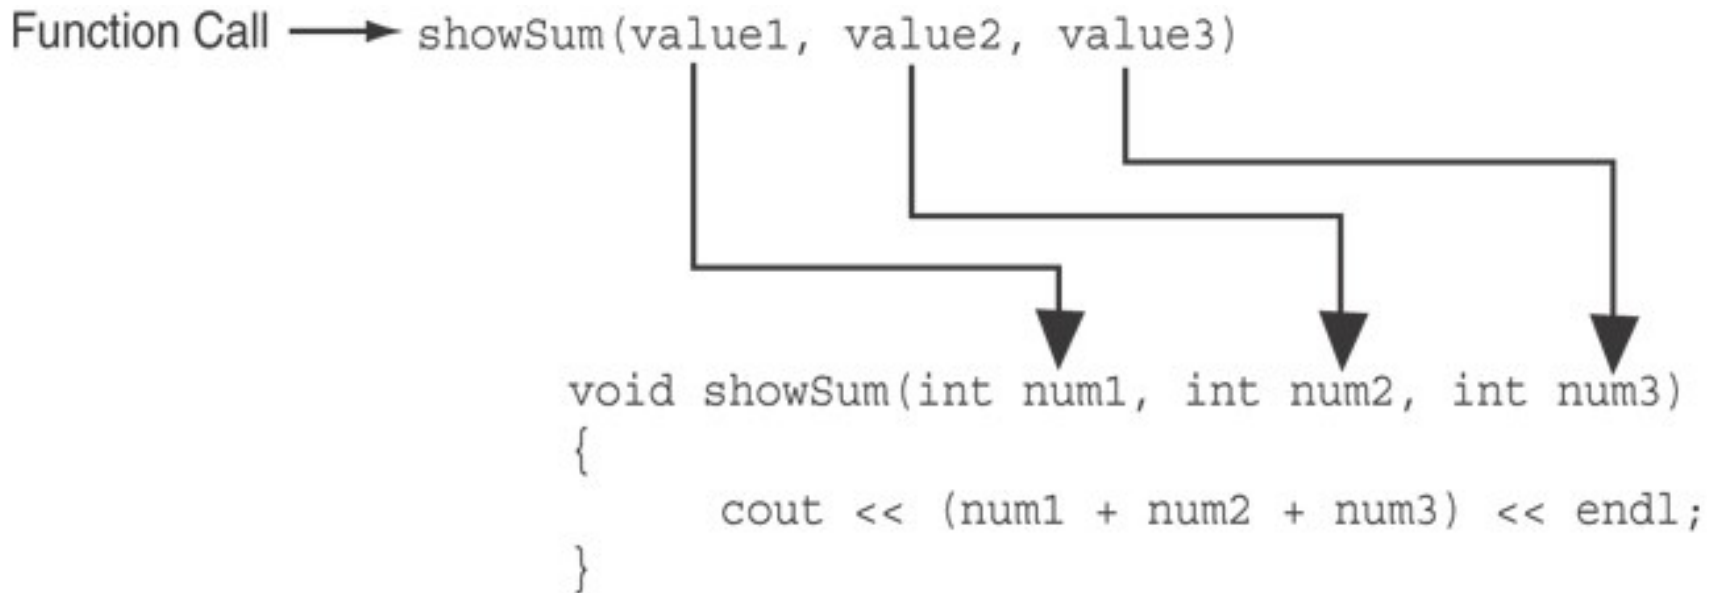 Function Call showSum(value1, value2, value3)
void showSum(int num1, int num2, int num3)
{
cout << (num1 + num2 + num3) << endl;
}